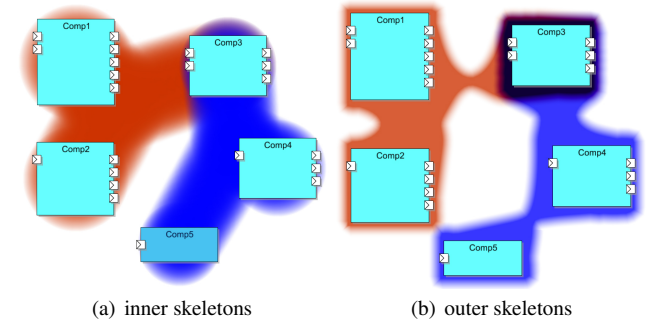 Comp1
Comp3
Comp2
Comp4
Comp5
(a) inner skeletons
Comp1
Comp3
Comp2
Comp4
Comp5
(b) outer skeletons